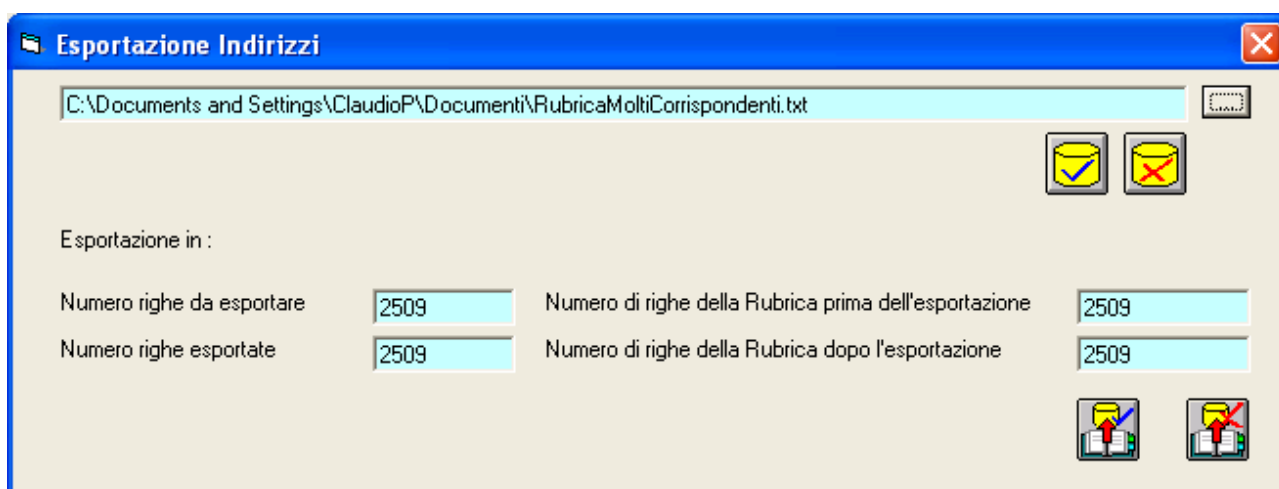 Esportazione Indirizzi
C:\Documents and Settings\ClaudioP\Documenti\RubricaMoltiCorrispondenti.txt
Esportazione in :
Numero righe da esportare 2509 Numero di righe della Rubrica prima dell'esportazione 2509
Numero righe esportate 2509 Numero di righe della Rubrica dopo l'esportazione 2509